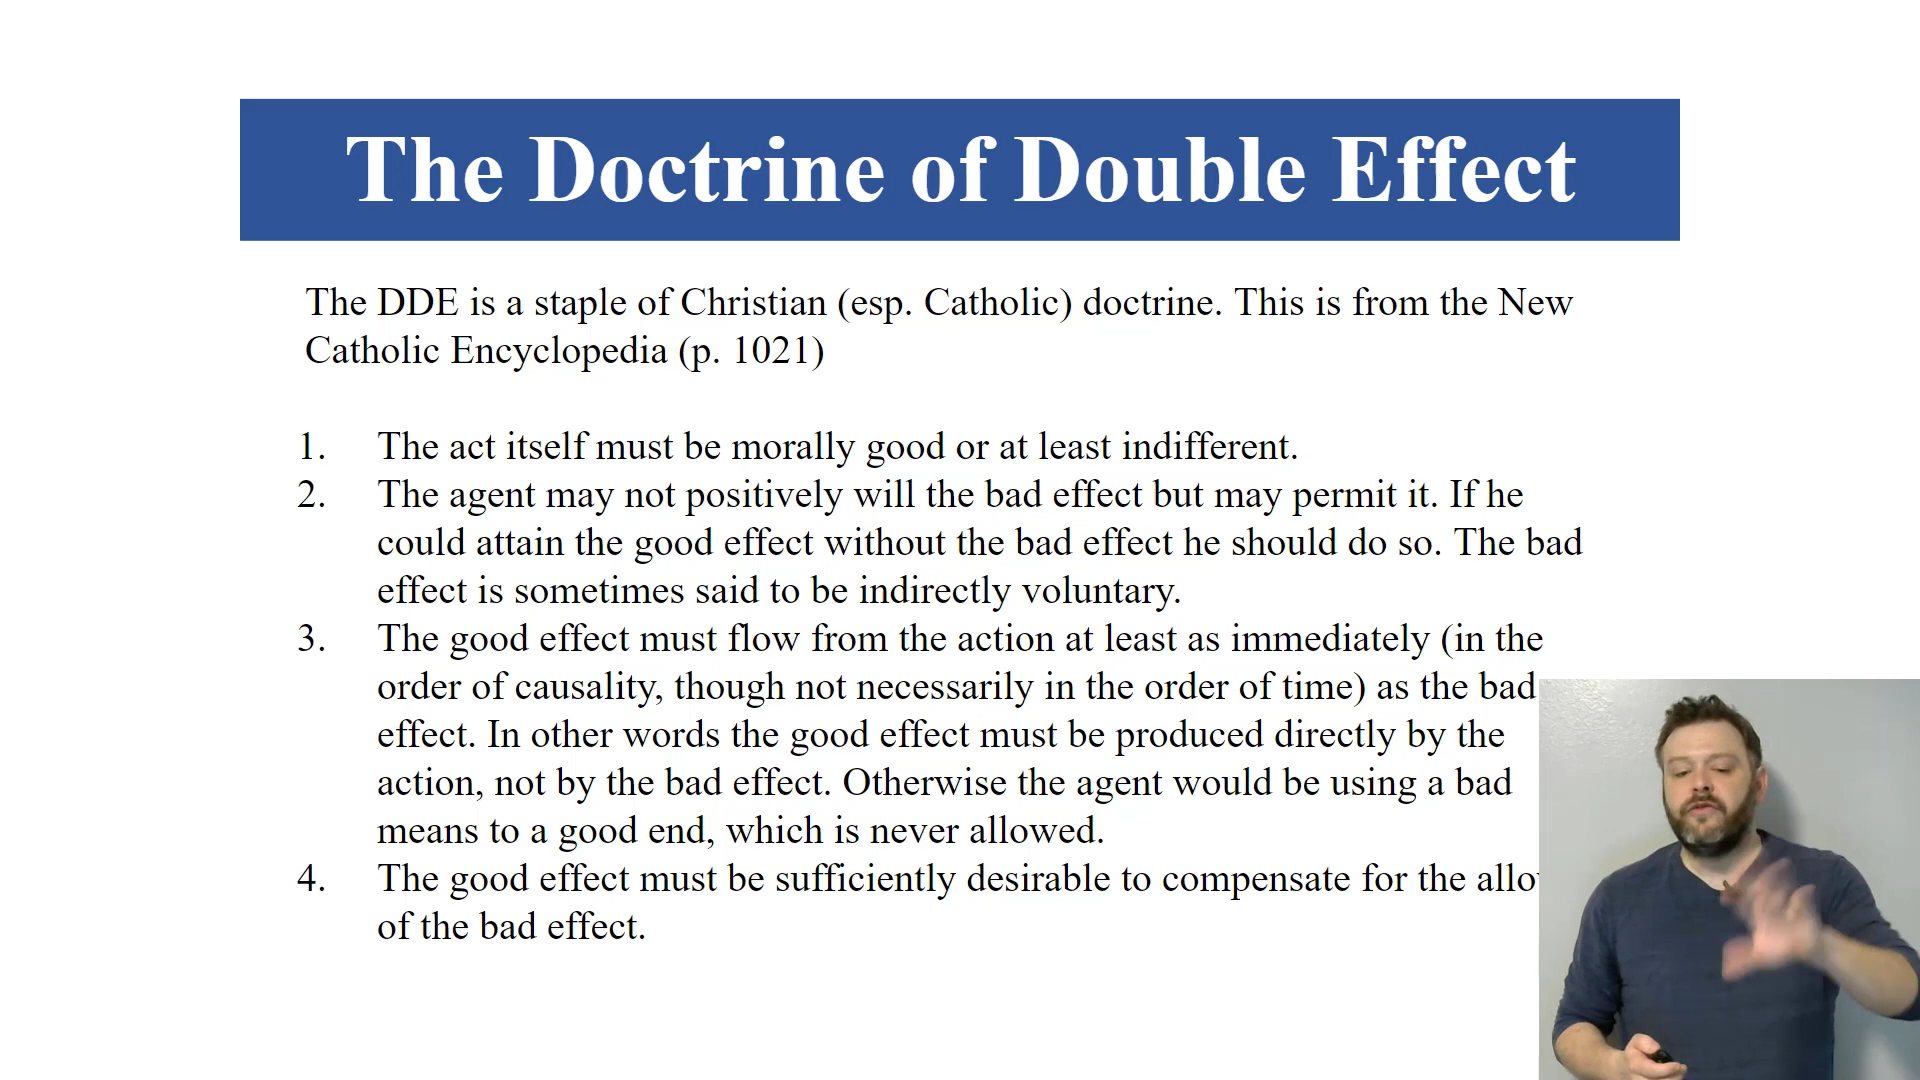 The Doctrine of Double Effect
The DDE is a staple of Christian (esp. Catholic) doctrine. This is from the New
Catholic Encyclopedia (p. 1021)
1. The act itself must be morally good or at least indifferent.
2. The agent may not positively will the bad effect but may permit it. If he
could attain the good effect without the bad effect he should do so. The bad
effect is sometimes said to be indirectly voluntary.
3. The good effect must flow from the action at least as immediately (in the
order of causality, though not necessarily in the order of time) as the bad
effect. In other words the good effect must be produced directly by the
action, not by the bad effect. Otherwise the agent would be using a bad
means to a good end, which is never allowed.
4. The good effect must be sufficiently desirable to compensate for the
of the bad effect.